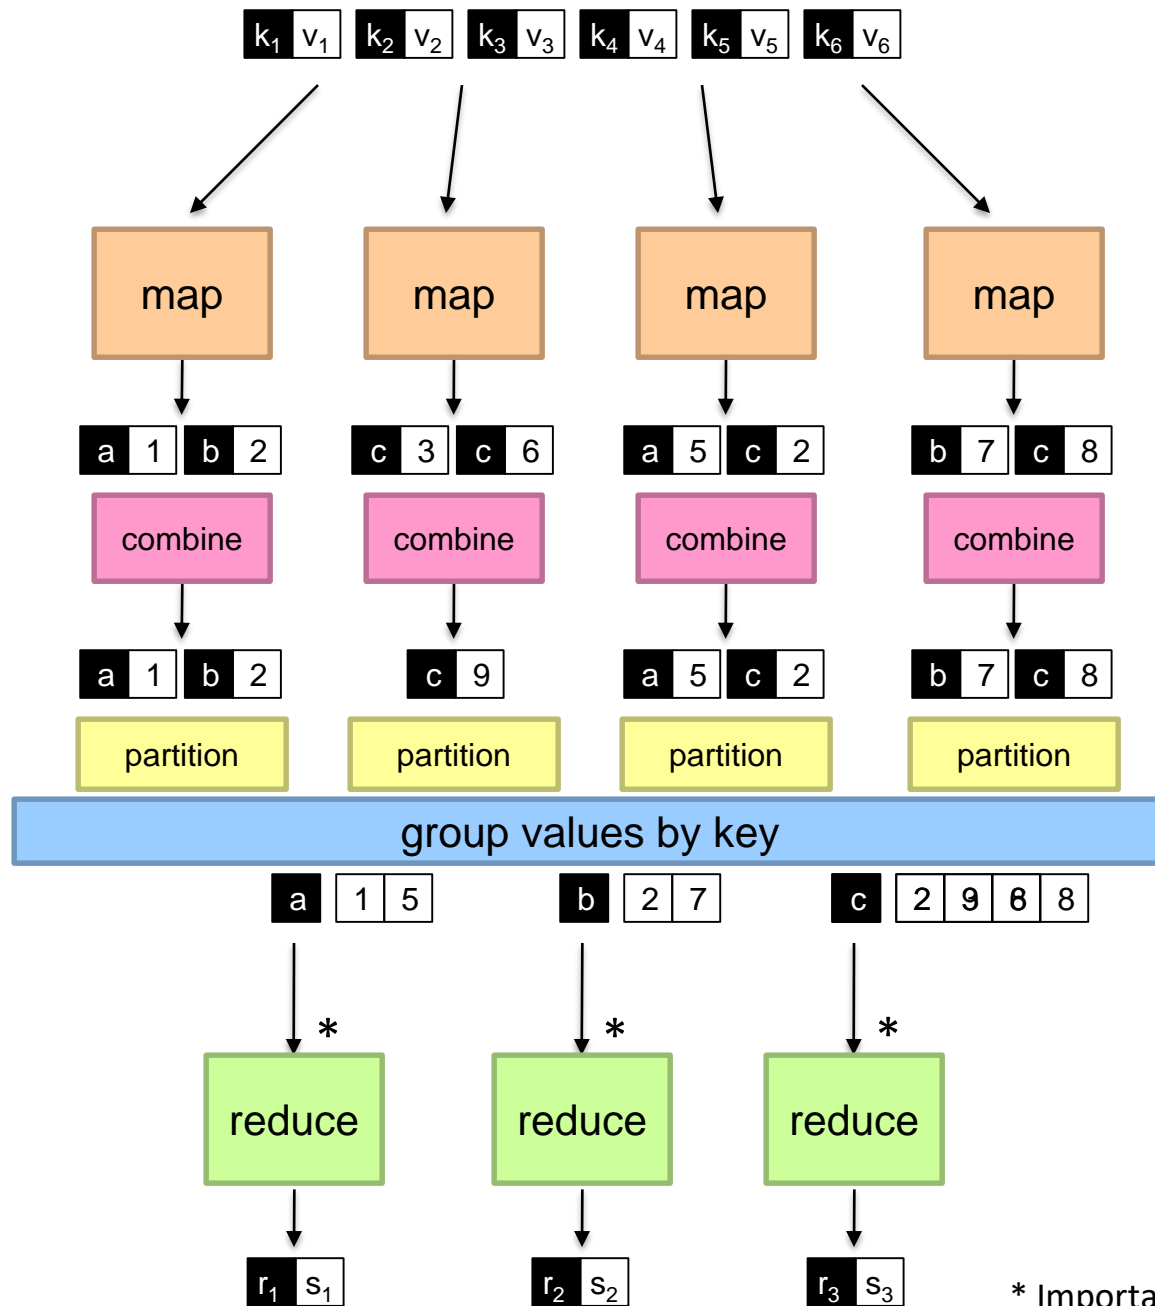 k1 v1 k2 v2 k3 v3 k4 v4 k5 v5 k6 v6
map map map map
a 1 b 2 c 3 c 6 a 5 c 2 b 7 c 8
combine combine combine combine
a 1 b 2 c 9 a 5 c 2 b 7 c 8
partition partition partition partition
group values by key
a 1 5 b 2 7 c 2 8
* * *
reduce reduce reduce
r1 s1 r2 s2 r3 s3
* Importa